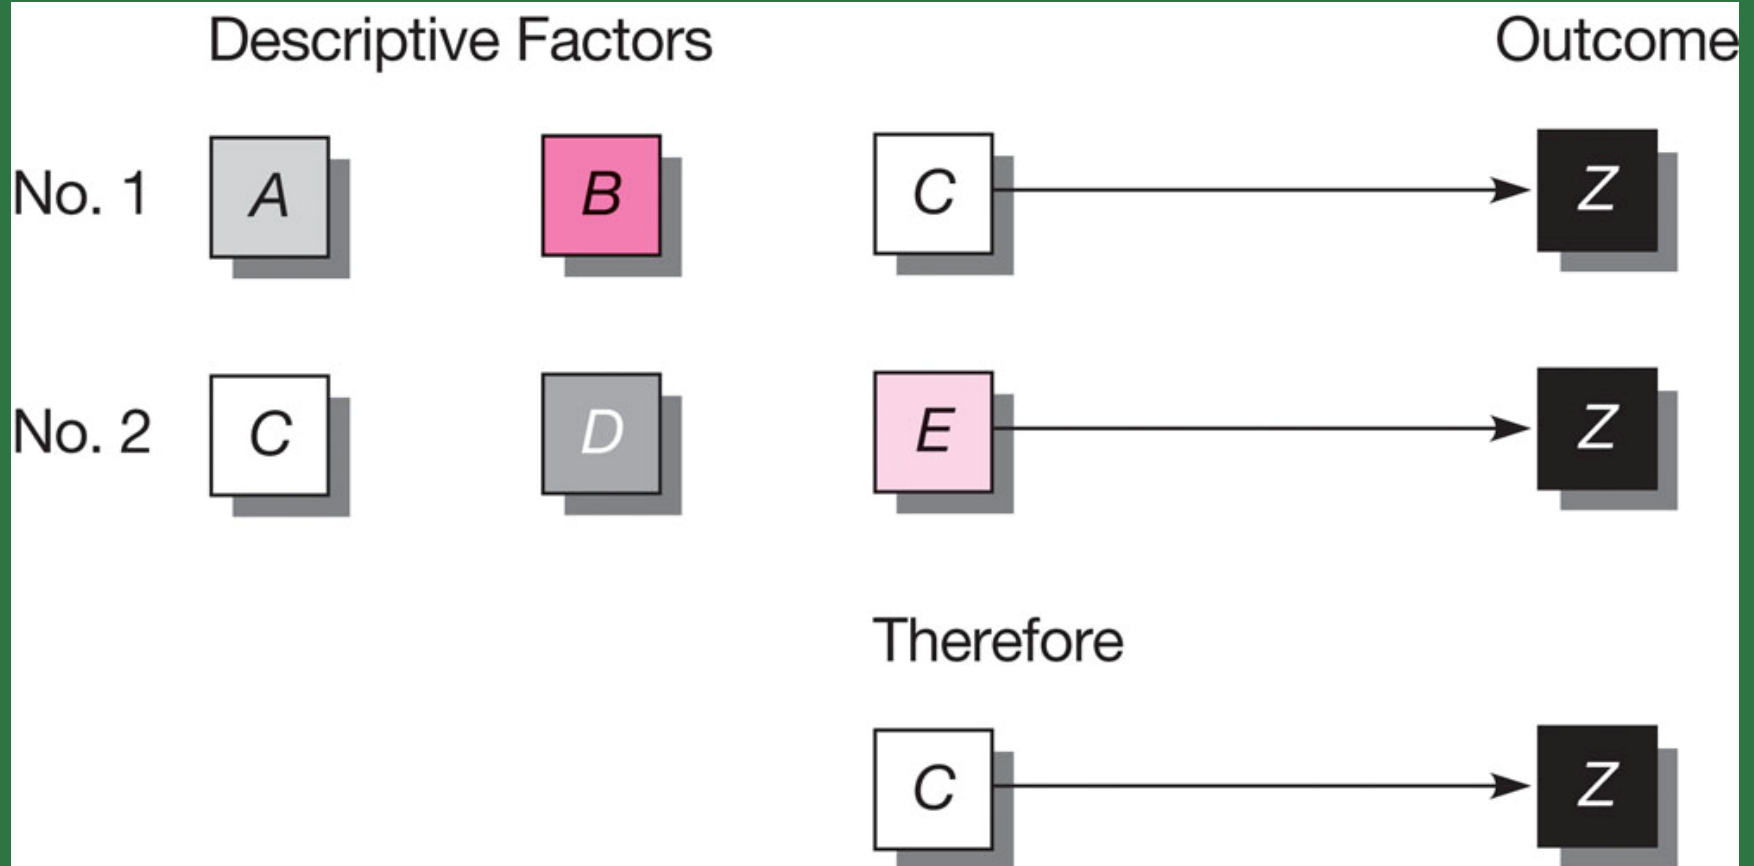 Descriptive Factors Outcome
No. 1 A B C Z
No. 2 C D E Z
Therefore
C Z